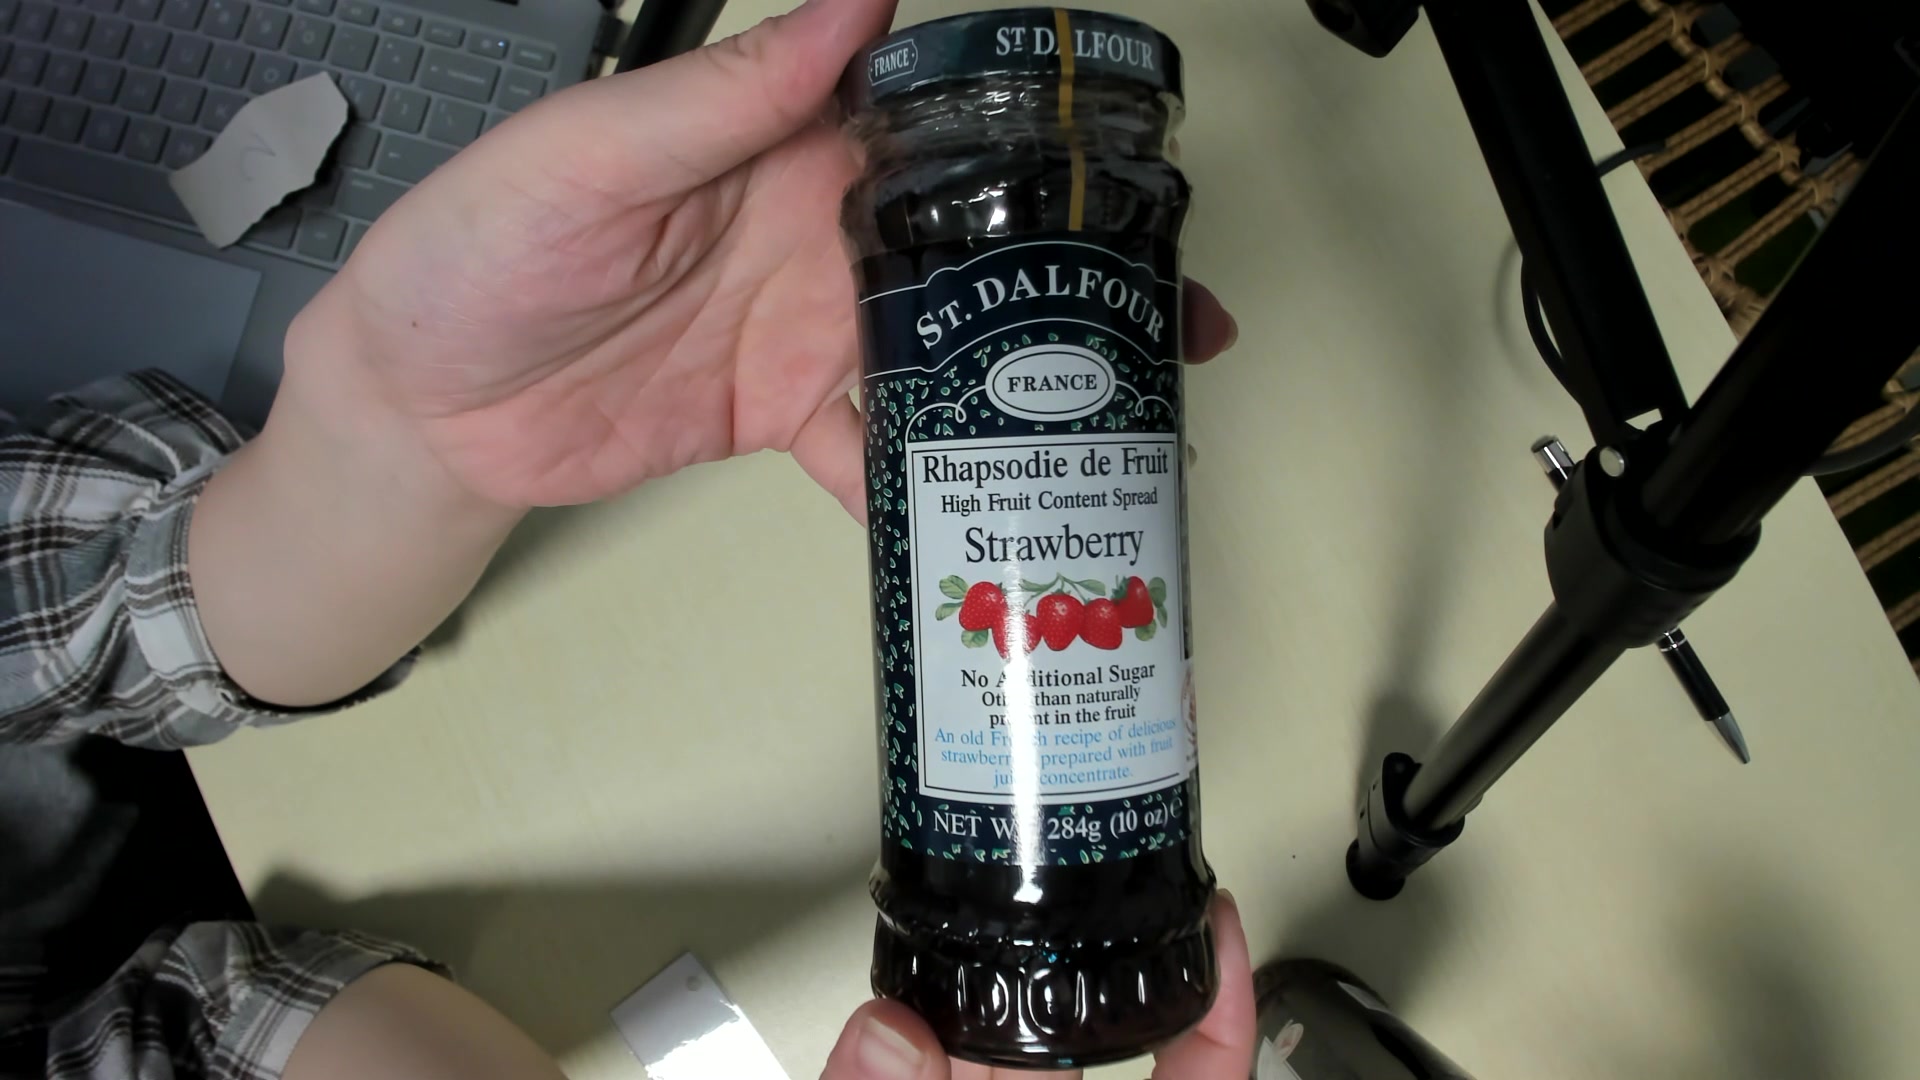 FRANCE
ST DALFOUR
ST. DALFOUR
FRANCE
Rhapsodie de Fruit
High Fruit Content Spread
Strawberry
No Additional Sugar
Other than naturally
present in the fruit
An old French recipe of delicious
strawberries prepared with fruit
juice concentrate.
NET WT 284g (10 oz) e